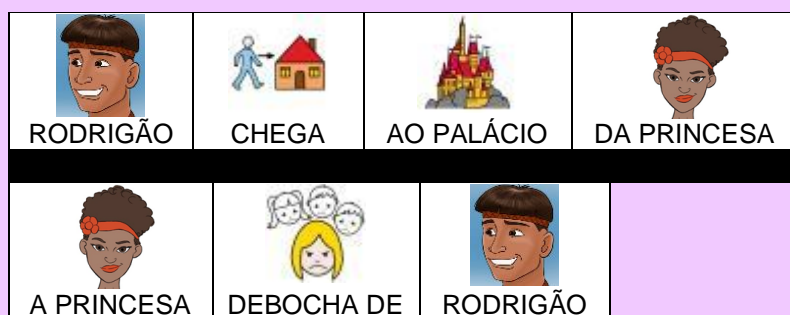 RODRIGÃO CHEGA AO PALÁCIO DA PRINCESA
A PRINCESA DEBOCHA DE RODRIGÃO